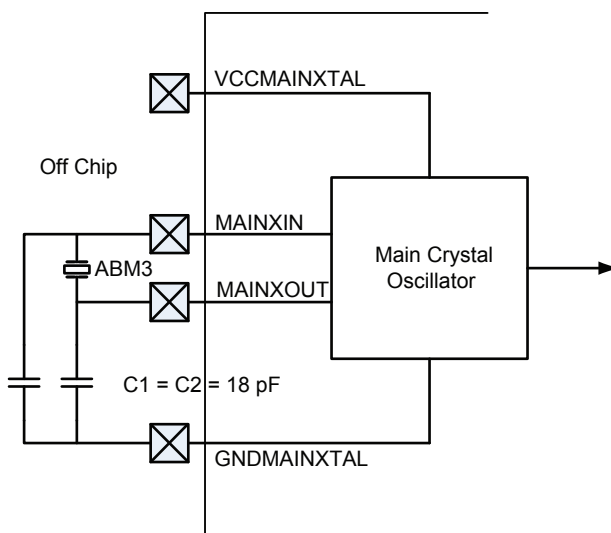 VCCMAINXTAL
Off Chip
MAINXIN
ABM3
Main Crystal
Oscillator
MAINXOUT
C1 = C2 = 18 pF
GNDMAINXTAL